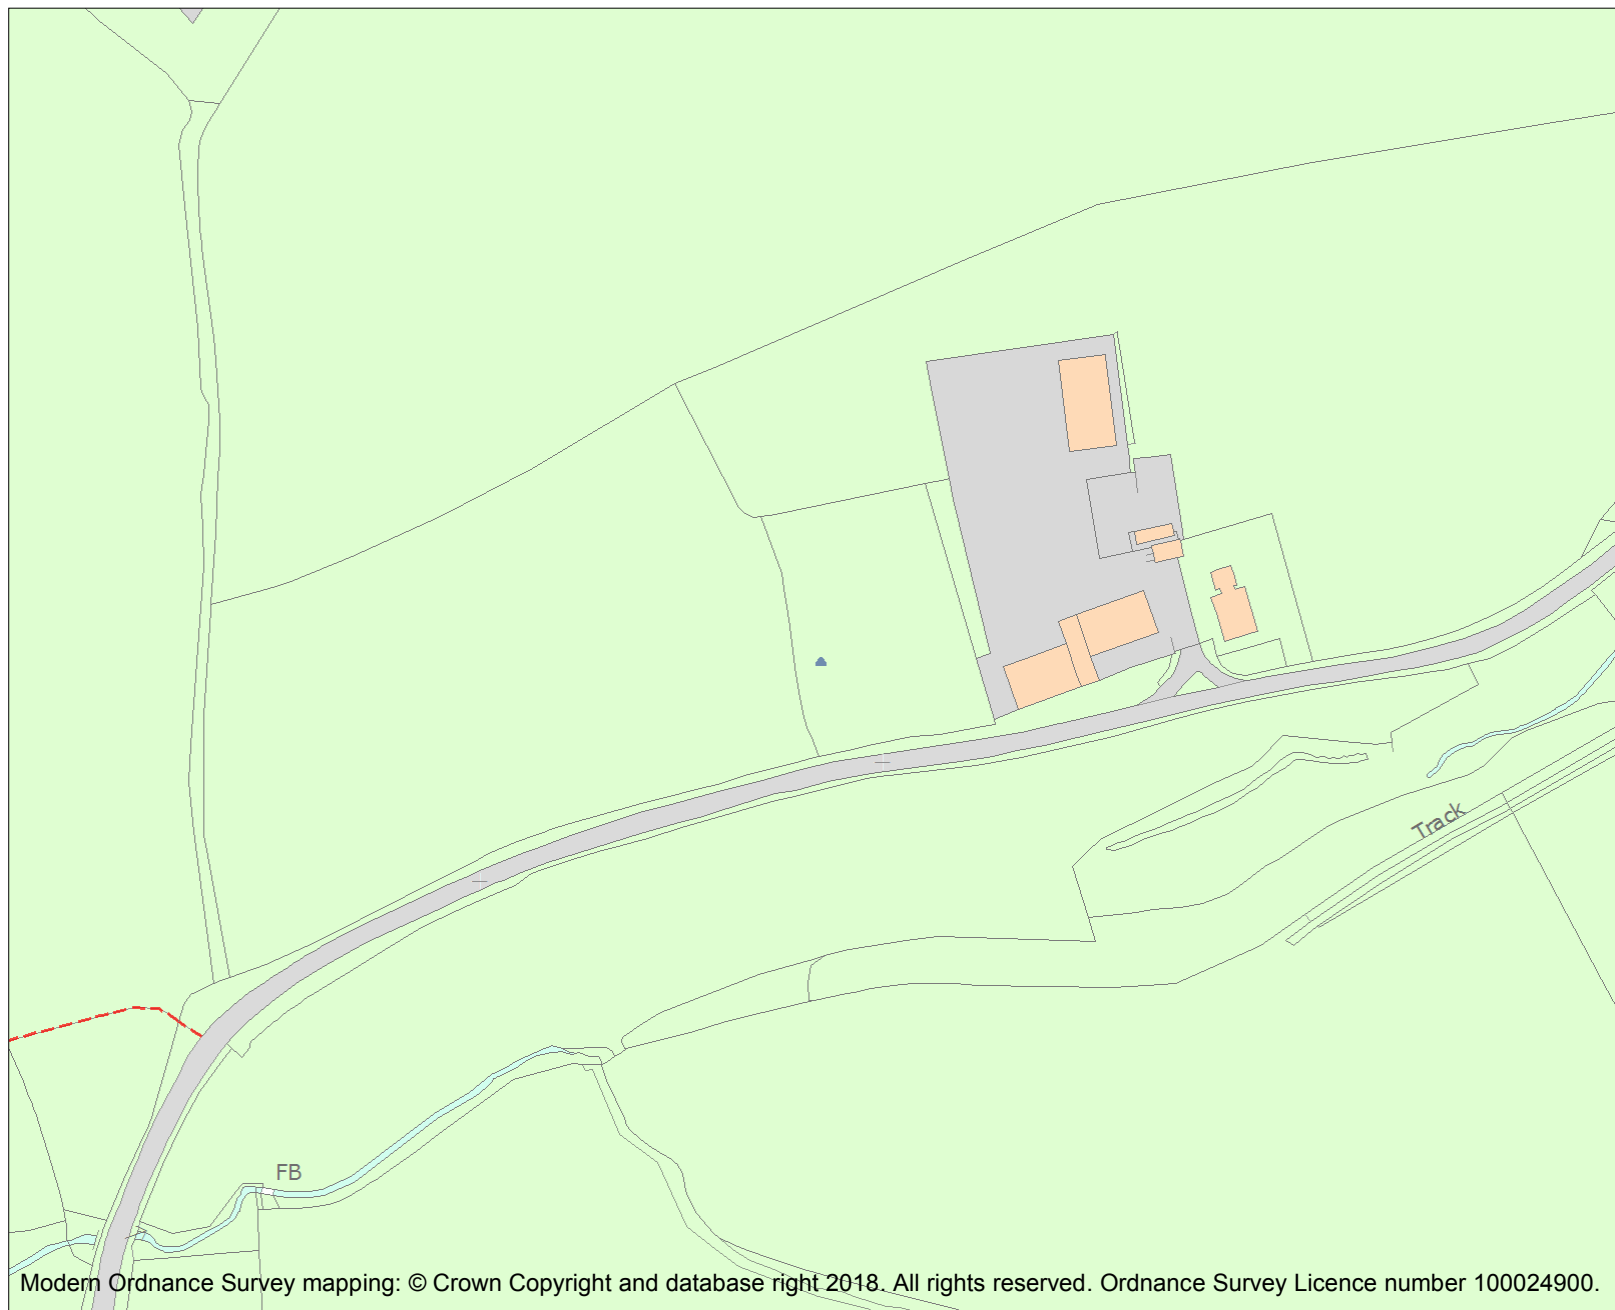 Track
FB
Modern Ordnance Survey mapping: © Crown Copyright and database right 2018. All rights reserved. Ordnance Survey Licence number 100024900.